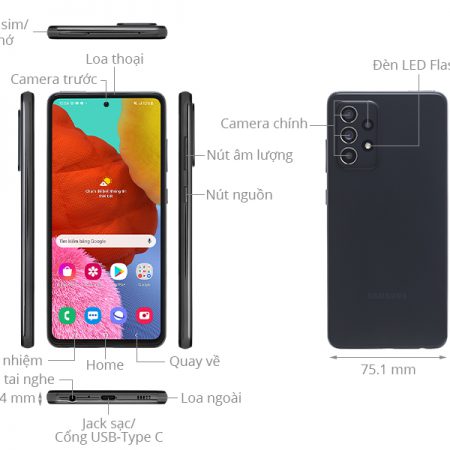 sim/
hớ
Loa thoại
Camera trước
Đèn LED Flas
Camera chính
Nút âm lượng
Nút nguồn
Tìm kiếm bằng Google
SAMSUNG
nhiệm
Home
Quay về
75.1 mm
tai nghe
4 mm
Loa ngoài
Jack sạc/
Cổng USB-Type C